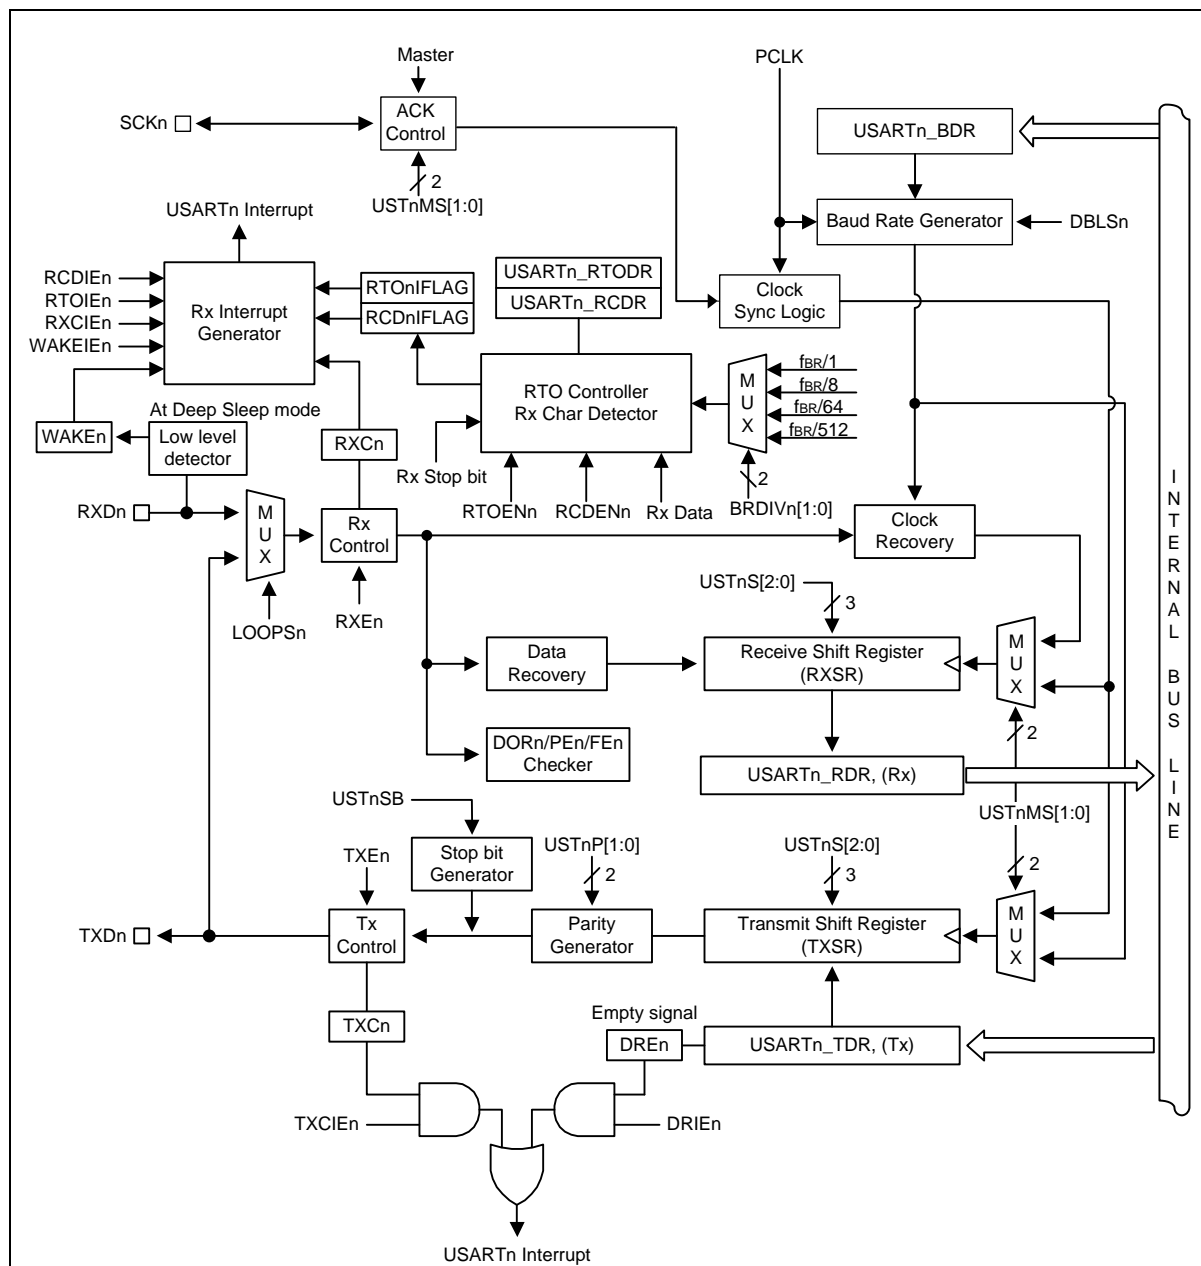 Master
PCLK
SCKn
ACK
Control
USARTn_BDR
2
USTnMS[1:0]
USARTn Interrupt
Baud Rate Generator
DBLSn
RCDIEn
RTOIEn
RXCIEn
WAKEIEn
Rx Interrupt
Generator
RTOnIFLAG
RCDnIFLAG
USARTn_RTODR
USARTn_RCDR
Clock
Sync Logic
RTO Controller
Rx Char Detector
M
U
X
fBR/1
fBR/8
fBR/64
fBR/512
At Deep Sleep mode
WAKEn
Low level
detector
RXCn
Rx Stop bit
RTOENn
RCDENn
Rx Data
2
BRDIVn[1:0]
RXDn
M
U
X
Rx
Control
Clock
Recovery
LOOPSn
RXEn
USTnS[2:0]
3
Data
Recovery
Receive Shift Register
(RXSR)
M
U
X
2
DORn/PEn/FEn
Checker
USARTn_RDR, (Rx)
USTnMS[1:0]
USTnSB
TXEn
Stop bit
Generator
USTnP[1:0]
2
USTnS[2:0]
3
2
TXDn
Tx
Control
Parity
Generator
Transmit Shift Register
(TXSR)
M
U
X
TXCn
Empty signal
DREn
USARTn_TDR, (Tx)
TXCIEn
DRIEn
USARTn Interrupt
I
N
T
E
R
N
A
L
B
U
S
L
I
N
E